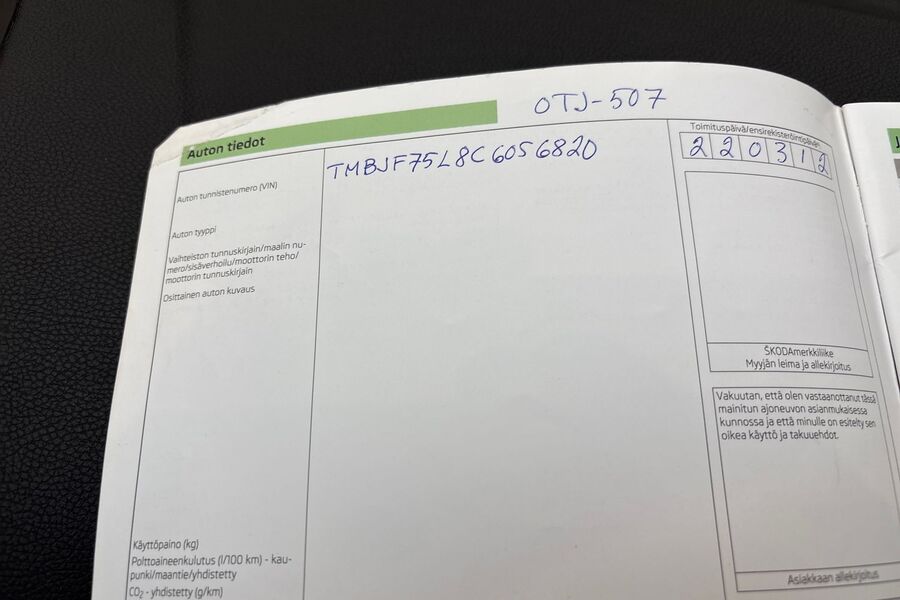 OTJ-507
Auton tiedot
Toimituspäivä/ensirekisteröintipäivä
220312
Auton tunnistenumero (VIN)
TMBJF75L8C6056820
Auton tyyppi
Vaihteiston tunnuskirjain/maalin nu-
mero/sisäverhoilu/moottorin teho/
moottorin tunnuskirjain
Osittainen auton kuvaus
ŠKODAmerkkiliike
Myyjän leima ja allekirjoitus
Vakuutan, että olen vastaanottanut tässä
mainitun ajoneuvon asianmukaisessa
kunnossa ja että minulle on esitelty sen
oikea käyttö ja takuuehdot.
Asiakkaan allekirjoitus
Käyttöpaino (kg)
Polttoaineenkulutus (l/100 km) - kau-
punki/maantie/yhdistetty
CO2 - yhdistetty (g/km)